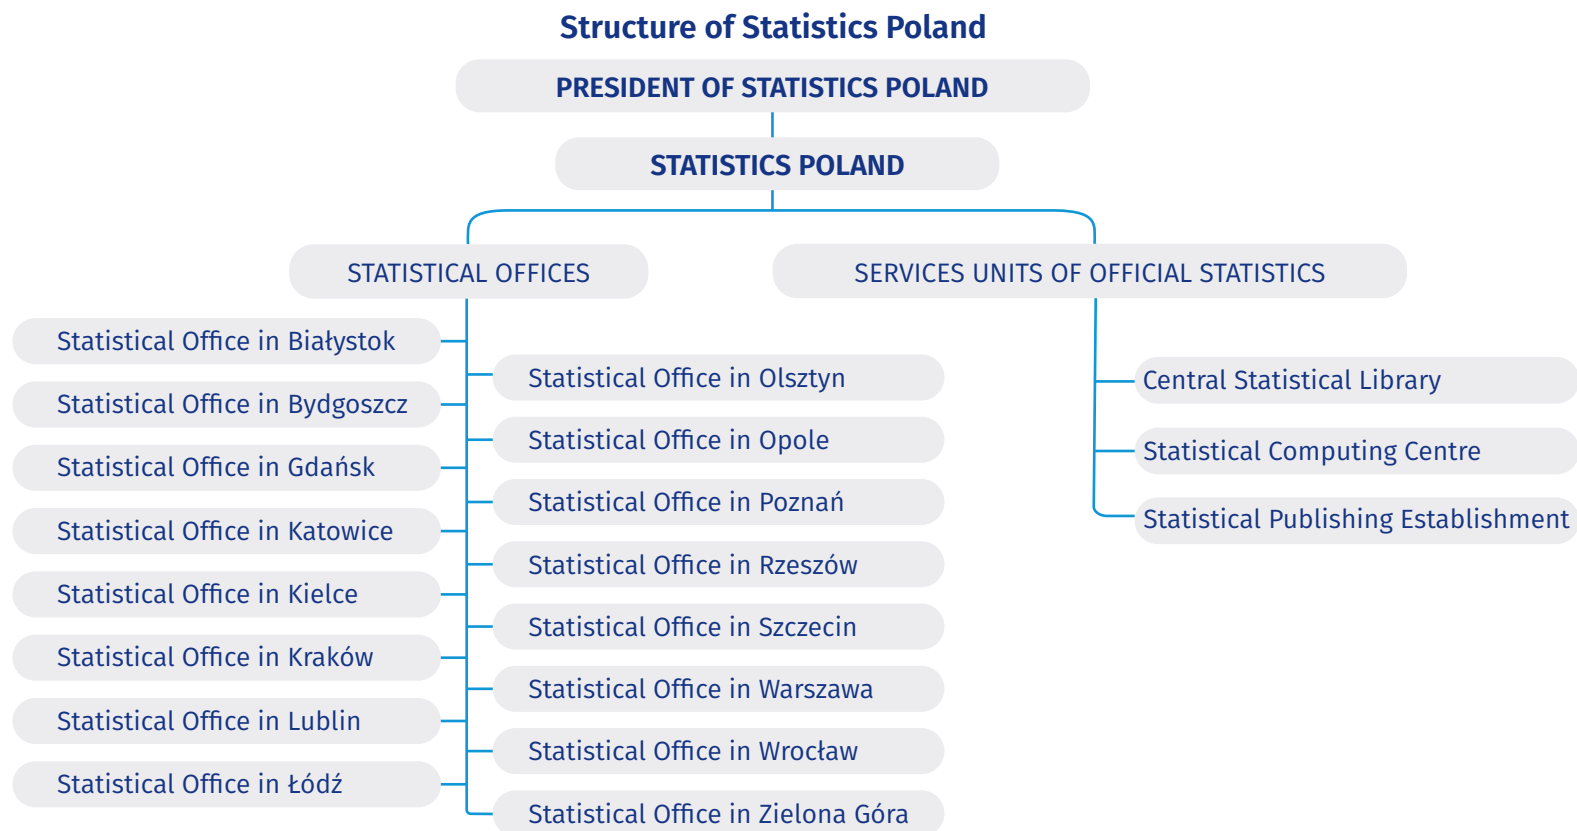 Structure of Statistics Poland
PRESIDENT OF STATISTICS POLAND
STATISTICS POLAND
STATISTICAL OFFICES
Statistical Office in Białystok
Statistical Office in Bydgoszcz
Statistical Office in Gdańsk
Statistical Office in Katowice
Statistical Office in Kielce
Statistical Office in Kraków
Statistical Office in Lublin
Statistical Office in Łódź
Statistical Office in Olsztyn
Statistical Office in Opole
Statistical Office in Poznań
Statistical Office in Rzeszów
Statistical Office in Szczecin
Statistical Office in Warszawa
Statistical Office in Wrocław
Statistical Office in Zielona Góra
SERVICES UNITS OF OFFICIAL STATISTICS
Central Statistical Library
Statistical Computing Centre
Statistical Publishing Establishment